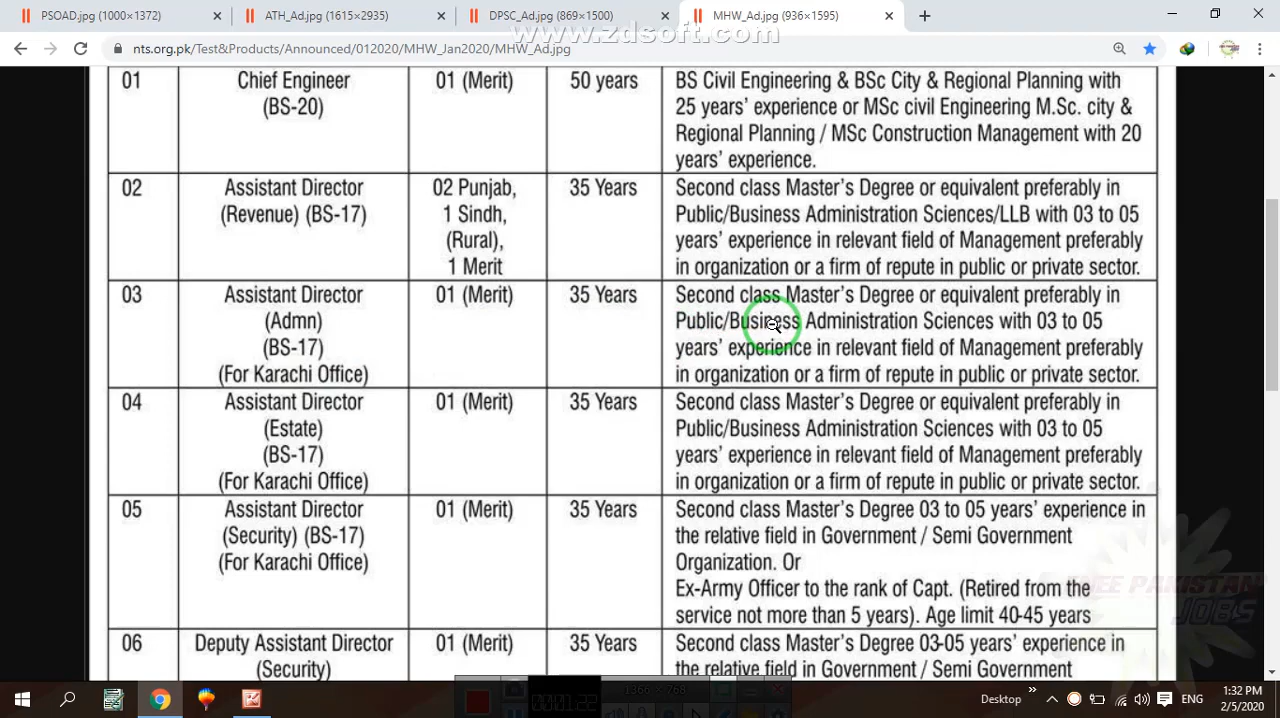 PSOAD.jpg (1000×1372)
ATH_Ad.jpg (1615×2935)
DPSC_Ad.jpg (869×1500)
MHW_Ad.jpg (936×1595)
www.zdsoft.com
nts.org.pk/Test&Products/Announced/012020/MHW_Jan2020/MHW_Ad.jpg
01 Chief Engineer 01 (Merit) 50 years BS Civil Engineering & BSc City & Regional Planning with
(BS-20) 25 years’ experience or MSc civil Engineering M.Sc. city &
Regional Planning / MSc Construction Management with 20
years’ experience.
02 Assistant Director 02 Punjab, 35 Years Second class Master’s Degree or equivalent preferably in
(Revenue) (BS-17) 1 Sindh, Public/Business Administration Sciences/LLB with 03 to 05
(Rural), years’ experience in relevant field of Management preferably
1 Merit in organization or a firm of repute in public or private sector.
03 Assistant Director 01 (Merit) 35 Years Second class Master’s Degree or equivalent preferably in
(Admn) Public/Business Administration Sciences with 03 to 05
(BS-17) years’ experience in relevant field of Management preferably
(For Karachi Office) in organization or a firm of repute in public or private sector.
04 Assistant Director 01 (Merit) 35 Years Second class Master’s Degree or equivalent preferably in
(Estate) Public/Business Administration Sciences with 03 to 05
(BS-17) years’ experience in relevant field of Management preferably
(For Karachi Office) in organization or a firm of repute in public or private sector.
05 Assistant Director 01 (Merit) 35 Years Second class Master’s Degree 03 to 05 years’ experience in
(Security) (BS-17) the relative field in Government / Semi Government
(For Karachi Office) Organization. Or
Ex-Army Officer to the rank of Capt. (Retired from the
service not more than 5 years). Age limit 40-45 years
06 Deputy Assistant Director 01 (Merit) 35 Years Second class Master’s Degree 03-05 years’ experience in
(Security) the relative field in Government / Semi Government
FREE PAKISTAN
JOBS
00:01:22
1366 × 768
Desktop
ENG
1:32 PM
2/5/2020